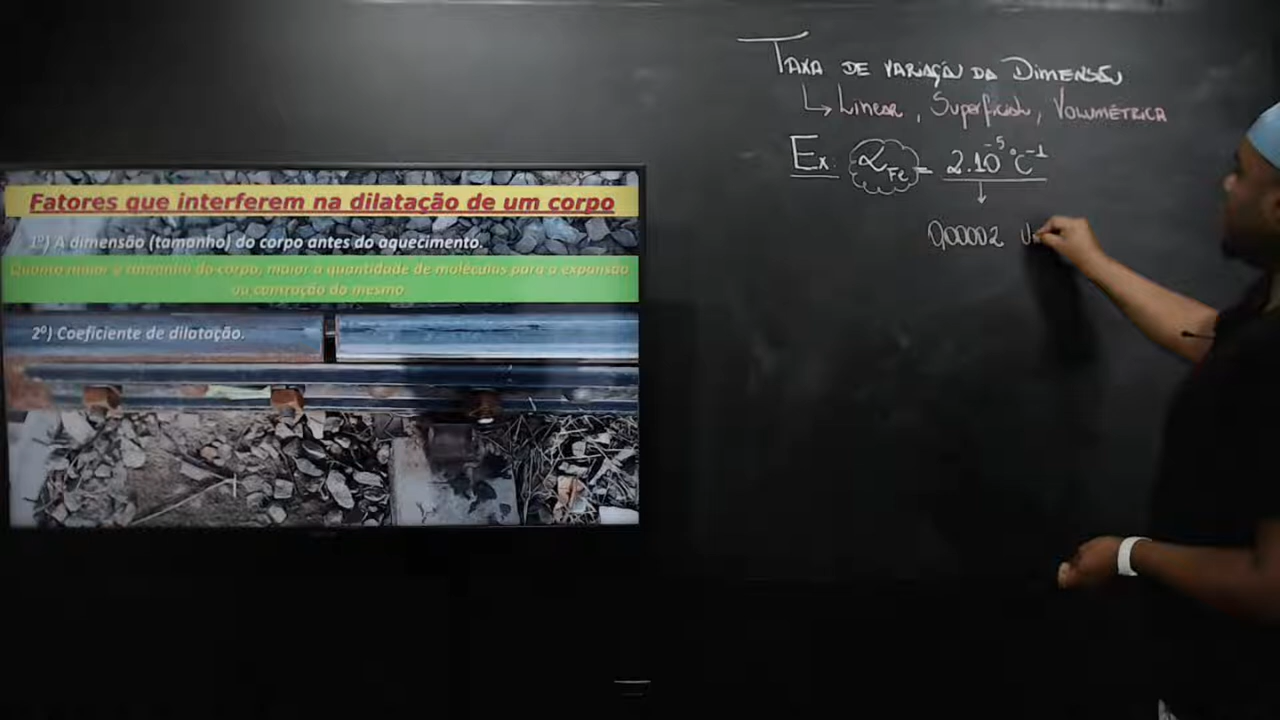 Fatores que interferem na dilatação de um corpo
1º) A dimensão (tamanho) do corpo antes do aquecimento.
Quanto maior o tamanho do corpo, maior a quantidade de moléculas para a expansão
ou contração do mesmo
2º) Coeficiente de dilatação.
TAXA DE VARIAÇÃO DA DIMENSÃO
↳ Linear, Superficial, VOLUMÉTRICA
Ex: αFe = 2.10⁻⁵ °C⁻¹
↓
0,00002